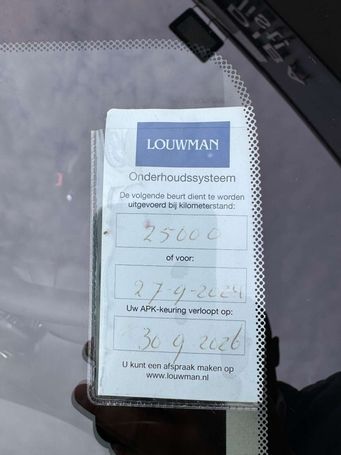 LOUWMAN
Onderhoudssysteem
De volgende beurt dient te worden
uitgevoerd bij kilometerstand:
25000
of voor:
27-9-2024
Uw APK-keuring verloopt op:
30 9 2026
U kunt een afspraak maken op
www.louwman.nl